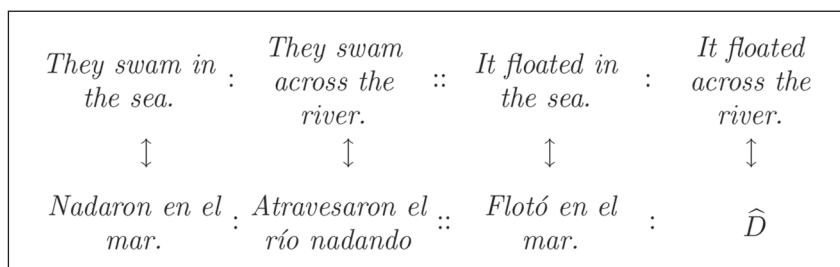 They swam in the sea. : They swam across the river. :: It floated in the sea. : It floated across the river.
↕ ↕ ↕ ↕
Nadaron en el mar. : Atravesaron el río nadando :: Flotó en el mar. : D̂